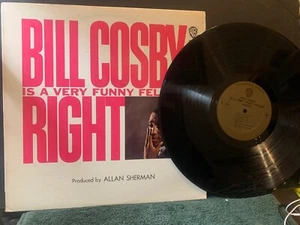 BILL COSBY
IS A VERY FUNNY FEL
RIGHT
Produced by ALLAN SHERMAN